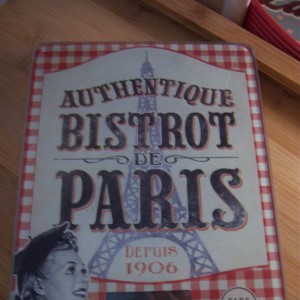 AUTHENTIQUE
BISTROT
DE
PARIS
DEPUIS
1906